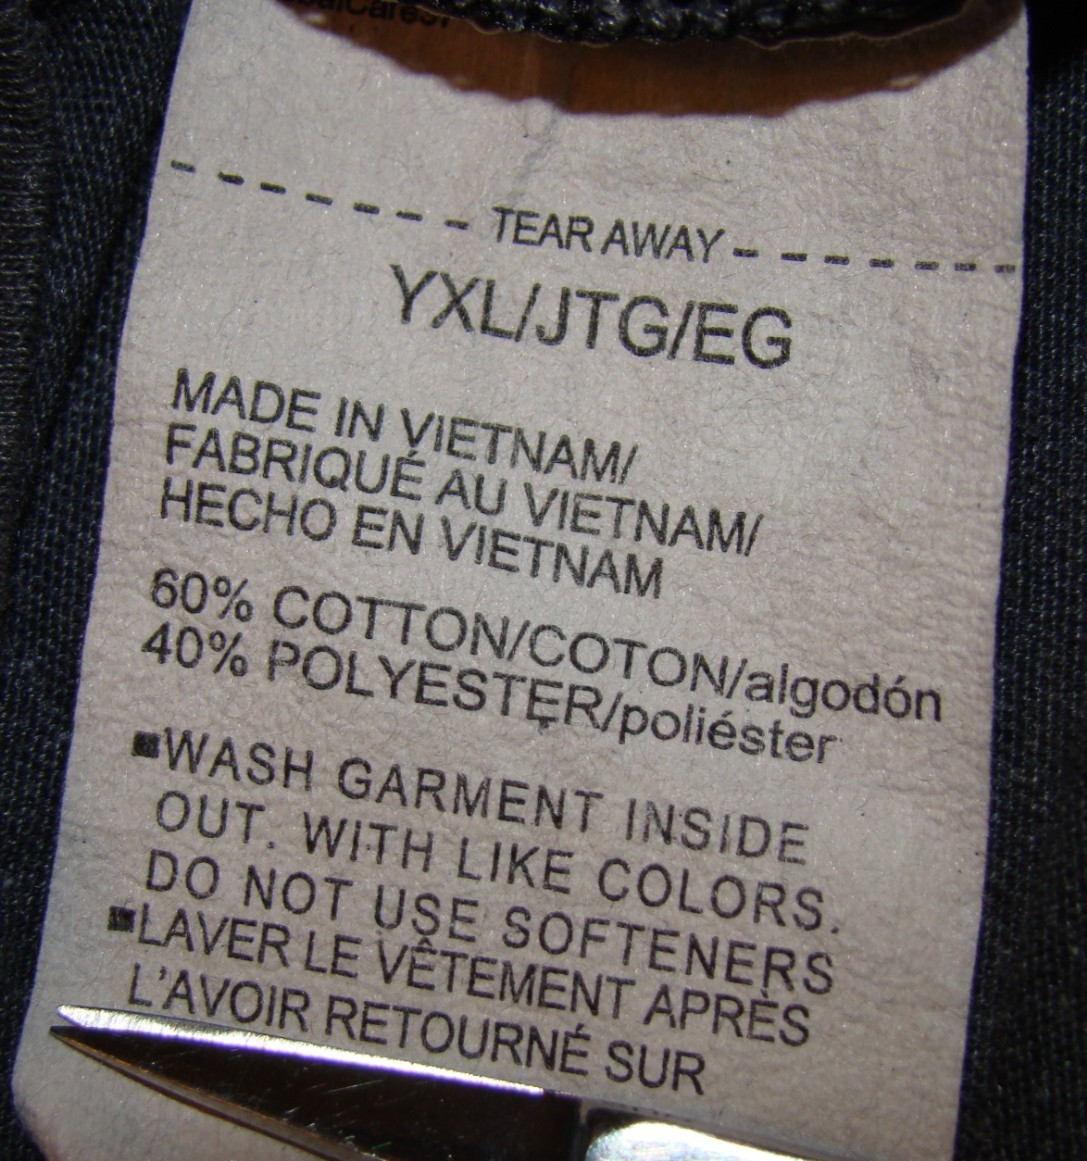 TEAR AWAY
YXL/JTG/EG
MADE IN VIETNAM/
FABRIQUÉ AU VIETNAM/
HECHO EN VIETNAM
60% COTTON/COTON/algodón
40% POLYESTER/poliéster
■WASH GARMENT INSIDE
OUT. WITH LIKE COLORS.
DO NOT USE SOFTENERS
■LAVER LE VÊTEMENT APRÈS
L'AVOIR RETOURNÉ SUR